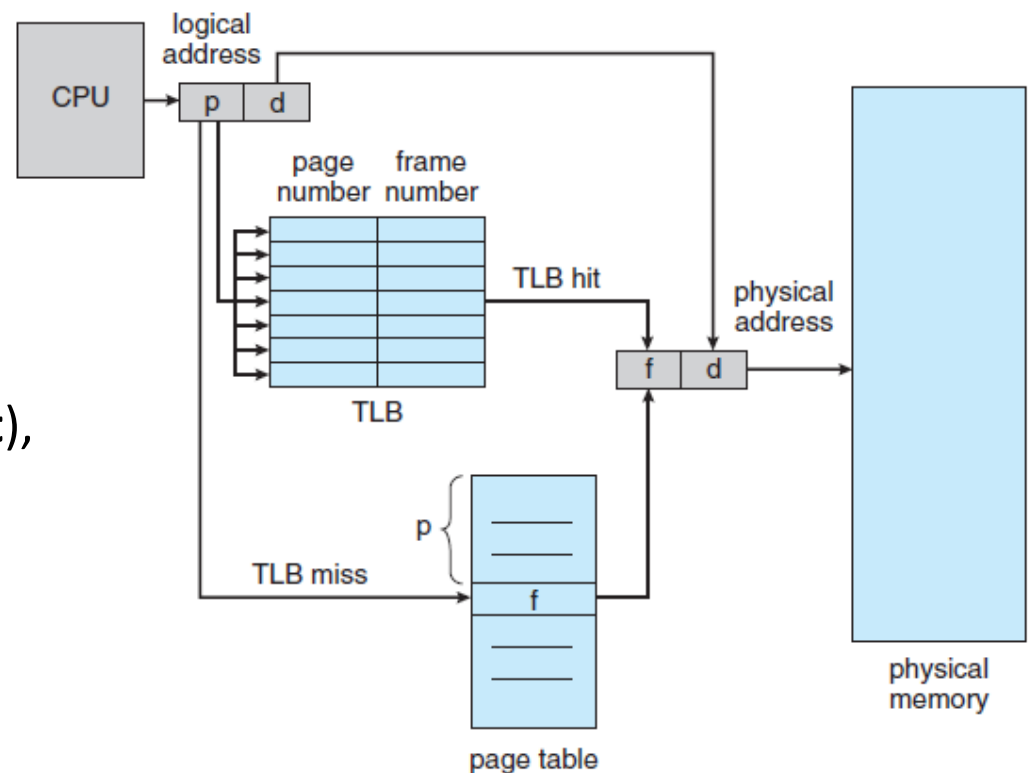 logical
address
CPU
p
d
page
number
frame
number
TLB hit
physical
address
f
d
TLB
t),
p
TLB miss
f
physical
memory
page table